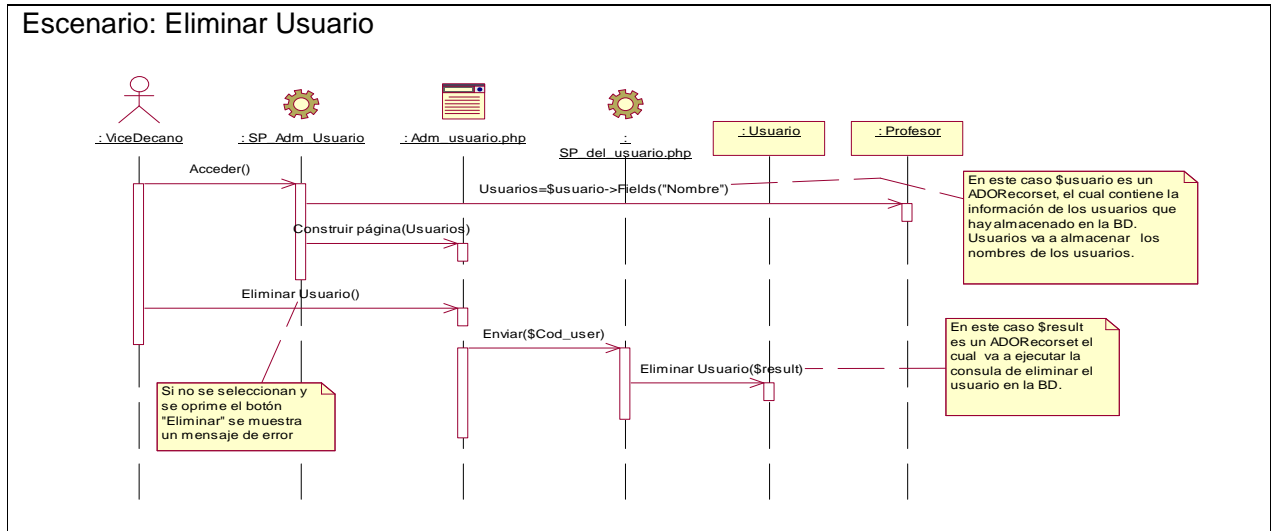 Escenario: Eliminar Usuario
: ViceDecano
: SP_Adm_Usuario
: Adm_usuario.php
:
SP_del_usuario.php
: Usuario
: Profesor
Acceder()
Usuarios=$usuario->Fields("Nombre")
En este caso $usuario es un
ADORecorset, el cual contiene la
información de los usuarios que
hay almacenado en la BD.
Usuarios va a almacenar los
nombres de los usuarios.
Construir página(Usuarios)
Eliminar Usuario()
Enviar($Cod_user)
En este caso $result
es un ADORecorset el
cual va a ejecutar la
consula de eliminar el
usuario en la BD.
Eliminar Usuario($result)
Si no se seleccionan y
se oprime el botón
"Eliminar" se muestra
un mensaje de error